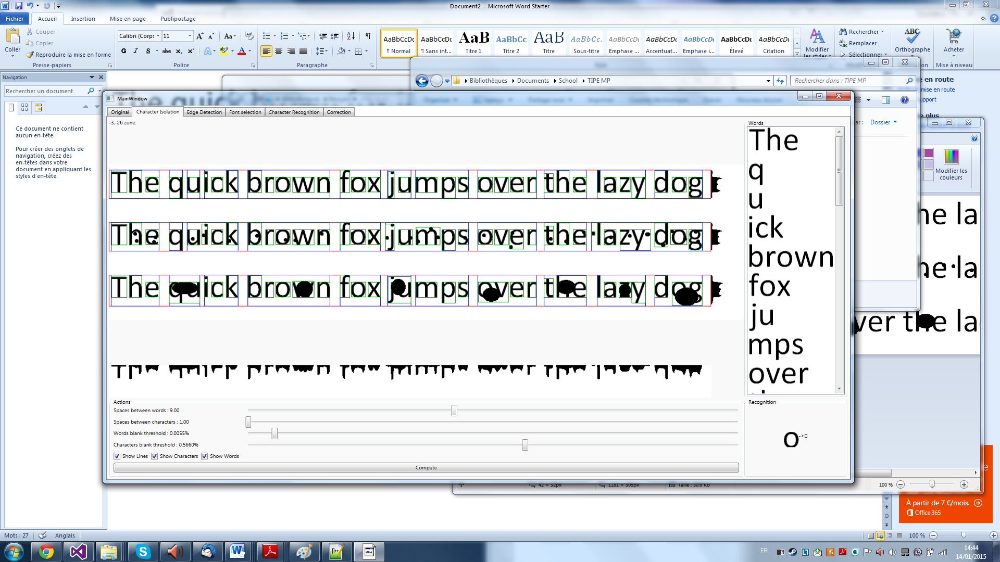 Document2 - Microsoft Word Starter
Fichier Accueil Insertion Mise en page Publipostage
Coller
Couper
Copier
Reproduire la mise en forme
Presse-papiers
Calibri (Corps 11
Police
Paragraphe
AaBbCcDc AaBbCcDc AaB AaBbCc AaB AaBbCc. AaBbCcDc AaBbCcDc AaBbCcDc AaBbCcDc AaBbCcDc
¶ Normal ¶ Sans int... Titre 1 Titre 2 Titre Sous-titre Emphase ... Accentuat... Emphase i... Élevé Citation
Modifier
les styles
Rechercher
Remplacer
Sélectionner
ABC
Orthographe
Acheter
Mise à niveau
Navigation
Rechercher un document
Ce document ne contient
aucun en-tête.
Pour créer des onglets de
navigation, créez des
en-têtes dans votre
document en appliquant les
styles d'en-tête.
Bibliothèques Documents School TIPE MP
Rechercher dans : TIPE MP
en route
e en route
upport
plus
ar : Dossier
Modifier les
couleurs
he la
he la
ver the la
MainWindow
Original Character Isolation Edge Detection Font selection Character Recognition Correction
-3,-26 zone:
The quick brown fox jumps over the lazy dog
The quick brown fox jumps over the lazy dog
The quick brown fox jumps over the lazy dog
Words
The
q
u
ick
brown
fox
ju
mps
over
Actions
Spaces between words : 9.00
Spaces between characters : 1.00
Words blank threshold : 0.0055%
Characters blank threshold : 0.5660%
Show Lines Show Characters Show Words
Compute
Recognition
o ->
42 × 32px 1181 × 305px Taille : 30,6 Ko
100 %
À partir de 7 €/mois.
Office 365
Mots : 27 Anglais
100 %
FR
14:44
14/01/2015